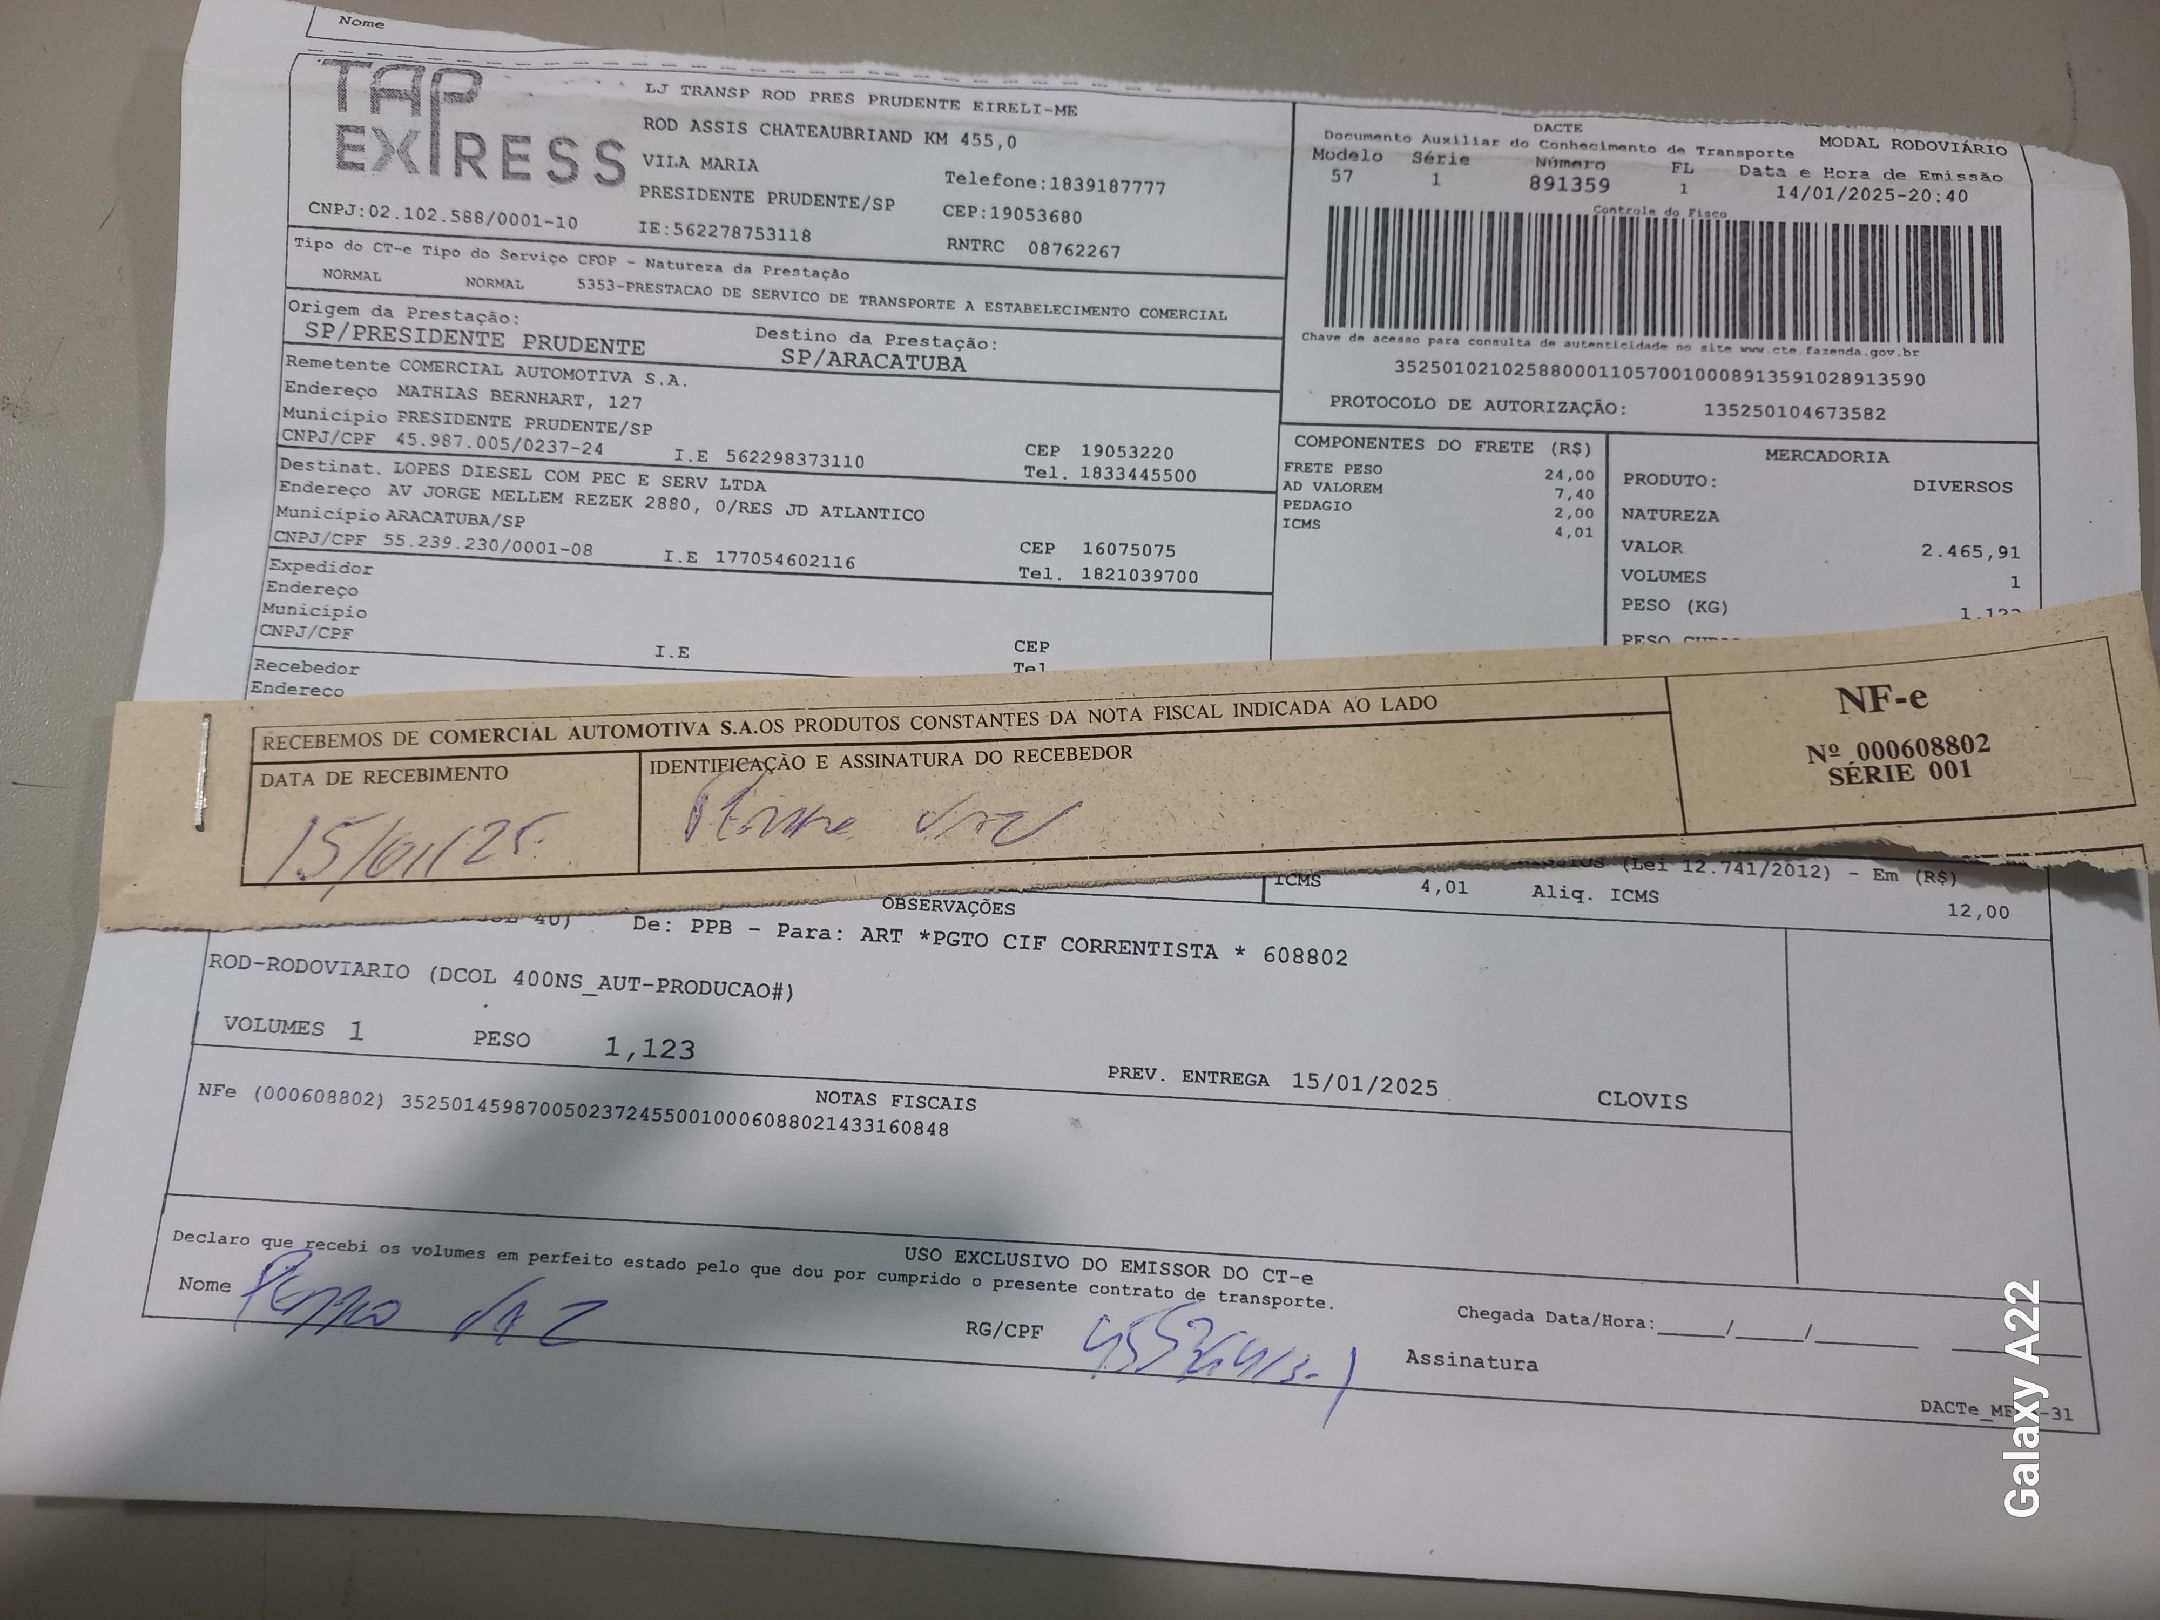 Nome
TAP EXPRESS
LJ TRANSP ROD PRES PRUDENTE EIRELI-ME
ROD ASSIS CHATEAUBRIAND KM 455,0
VILA MARIA
Telefone:1839187777
PRESIDENTE PRUDENTE/SP CEP:19053680
CNPJ:02.102.588/0001-10 IE:562278753118 RNTRC 08762267
DACTE
Documento Auxiliar do Conhecimento de Transporte MODAL RODOVIÁRIO
Modelo Série Número FL Data e Hora de Emissão
57 1 891359 1 14/01/2025-20:40
Controle do Fisco
Chave de acesso para consulta de autenticidade no site www.cte.fazenda.gov.br
35250102102588000110570010008913591028913590
PROTOCOLO DE AUTORIZAÇÃO: 135250104673582
Tipo do CT-e Tipo do Serviço CFOP - Natureza da Prestação
NORMAL NORMAL 5353-PRESTACAO DE SERVICO DE TRANSPORTE A ESTABELECIMENTO COMERCIAL
Origem da Prestação: Destino da Prestação:
SP/PRESIDENTE PRUDENTE SP/ARACATUBA
Remetente COMERCIAL AUTOMOTIVA S.A.
Endereço MATHIAS BERNHART, 127
Município PRESIDENTE PRUDENTE/SP CEP 19053220
CNPJ/CPF 45.987.005/0237-24 I.E 562298373110 Tel. 1833445500
Destinat. LOPES DIESEL COM PEC E SERV LTDA
Endereço AV JORGE MELLEM REZEK 2880, 0/RES JD ATLANTICO
Município ARACATUBA/SP CEP 16075075
CNPJ/CPF 55.239.230/0001-08 I.E 177054602116 Tel. 1821039700
Expedidor
Endereço
Município CEP
CNPJ/CPF I.E Tel
Recebedor
Endereço
COMPONENTES DO FRETE (R$)
FRETE PESO 24,00
AD VALOREM 7,40
PEDAGIO 2,00
ICMS 4,01
MERCADORIA
PRODUTO: DIVERSOS
NATUREZA
VALOR 2.465,91
VOLUMES 1
PESO (KG) 1.123
PESO
RECEBEMOS DE COMERCIAL AUTOMOTIVA S.A.OS PRODUTOS CONSTANTES DA NOTA FISCAL INDICADA AO LADO
DATA DE RECEBIMENTO IDENTIFICAÇÃO E ASSINATURA DO RECEBEDOR
15/01/25
NF-e
Nº 000608802
SÉRIE 001
(Lei 12.741/2012) - Em (R$)
ICMS 4,01 Aliq. ICMS 12,00
OBSERVAÇÕES
40) De: PPB - Para: ART *PGTO CIF CORRENTISTA * 608802
ROD-RODOVIARIO (DCOL 400NS_AUT-PRODUCAO#)
VOLUMES 1 PESO 1,123
PREV. ENTREGA 15/01/2025 CLOVIS
NOTAS FISCAIS
NFe (000608802) 35250145987005023724550010006088021433160848
USO EXCLUSIVO DO EMISSOR DO CT-e
Declaro que recebi os volumes em perfeito estado pelo que dou por cumprido o presente contrato de transporte.
Nome RG/CPF
Chegada Data/Hora:_____/_____/_____
Assinatura
-31
Galaxy A22